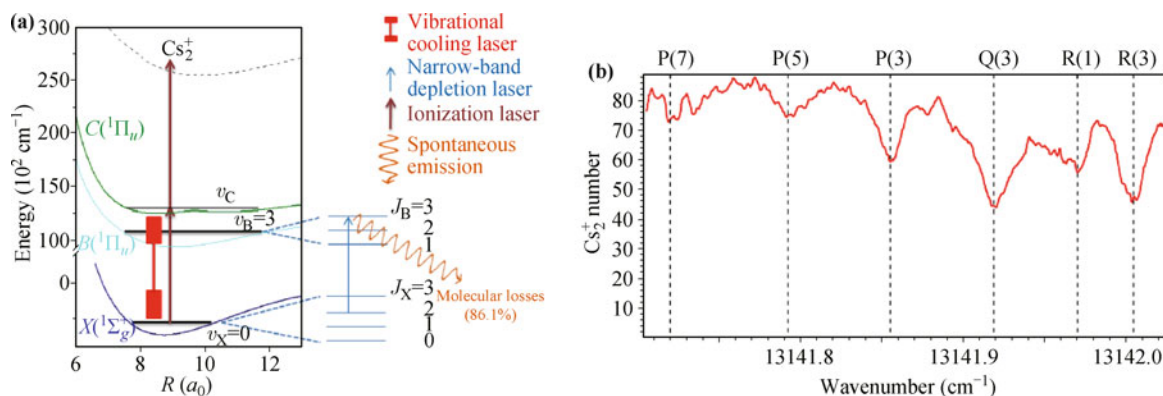 (a)
300
250
200
150
100
0
Energy (10² cm⁻¹)
Cs₂⁺
C(¹Πᵤ)
v_C
v_B=3
B(¹Πᵤ)
X(¹Σg⁺)
v_X=0
6 8 10 12
R (a₀)
Vibrational
cooling laser
Narrow-band
depletion laser
Ionization laser
Spontaneous
emission
J_B=3
2
1
Molecular losses
(86.1%)
J_X=3
2
1
0
(b)
P(7) P(5) P(3) Q(3) R(1) R(3)
80
70
60
50
40
30
20
10
Cs₂⁺ number
13141.8 13141.9 13142.0
Wavenumber (cm⁻¹)